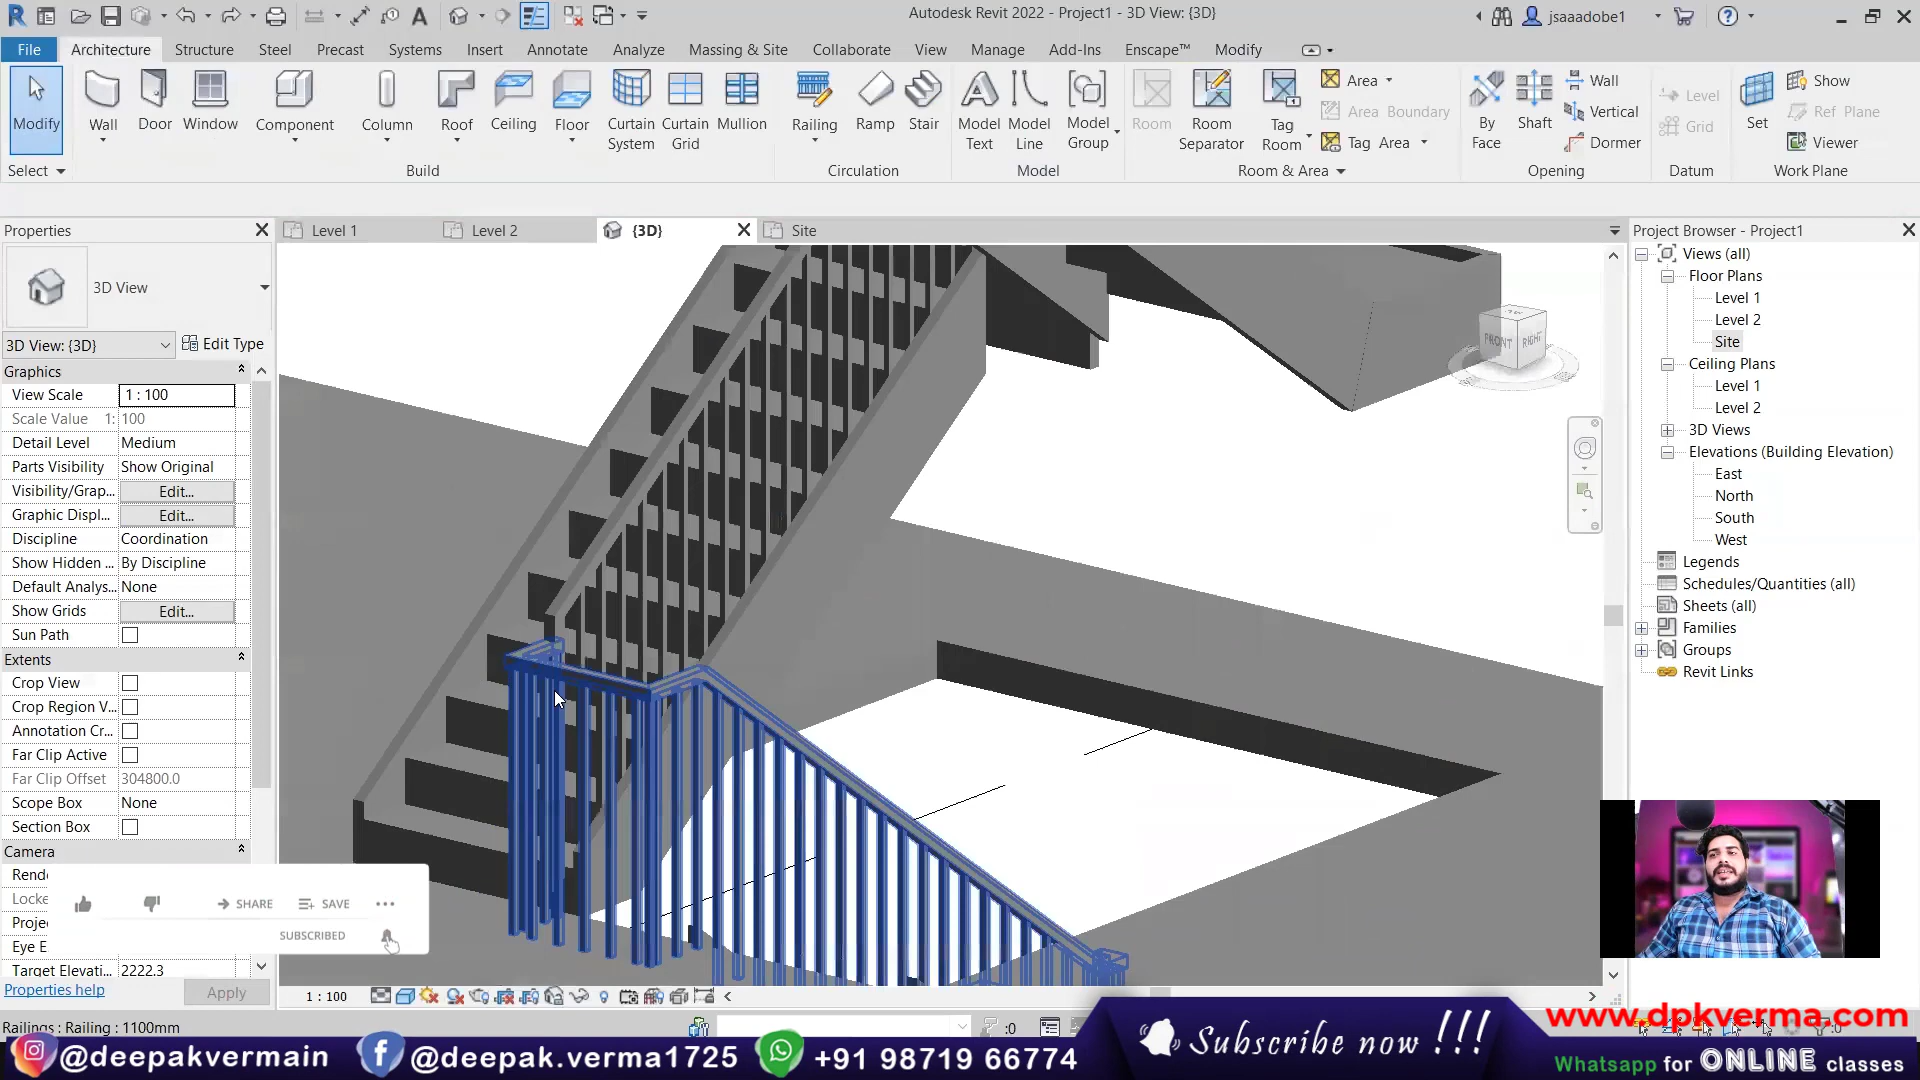 Autodesk Revit 2022 - Project1 - 3D View: {3D}
jsaaadobe1
File Architecture Structure Steel Precast Systems Insert Annotate Analyze Massing & Site Collaborate View Manage Add-Ins Enscape™ Modify
Modify
Wall
Door
Window
Component
Column
Roof
Ceiling
Floor
Curtain System
Curtain Grid
Mullion
Railing
Ramp
Stair
Model Text
Model Line
Model Group
Room
Room Separator
Tag Room
Area
Area Boundary
Tag Area
By Face
Shaft
Wall
Vertical
Dormer
Level
Grid
Set
Show
Ref Plane
Viewer
Select Build Circulation Model Room & Area Opening Datum Work Plane
Properties
Level 1 Level 2 {3D} Site
3D View
3D View: {3D} Edit Type
Graphics
View Scale 1 : 100
Scale Value 1: 100
Detail Level Medium
Parts Visibility Show Original
Visibility/Grap... Edit...
Graphic Displ... Edit...
Discipline Coordination
Show Hidden ... By Discipline
Default Analys... None
Show Grids Edit...
Sun Path
Extents
Crop View
Crop Region V...
Annotation Cr...
Far Clip Active
Far Clip Offset 304800.0
Scope Box None
Section Box
Camera
Rende
Locke
Projec
Eye E
Target Elevati... 2222.3
Properties help Apply
SHARE SAVE
SUBSCRIBED
FRONT RIGHT
Project Browser - Project1
Views (all)
Floor Plans
Level 1
Level 2
Site
Ceiling Plans
Level 1
Level 2
3D Views
Elevations (Building Elevation)
East
North
South
West
Legends
Schedules/Quantities (all)
Sheets (all)
Families
Groups
Revit Links
1 : 100
Railings : Railing : 1100mm
:0
:0
@deepakvermain
@deepak.verma1725
+91 98719 66774
Subscribe now !!!
www.dpkverma.com
Whatsapp for ONLINE classes